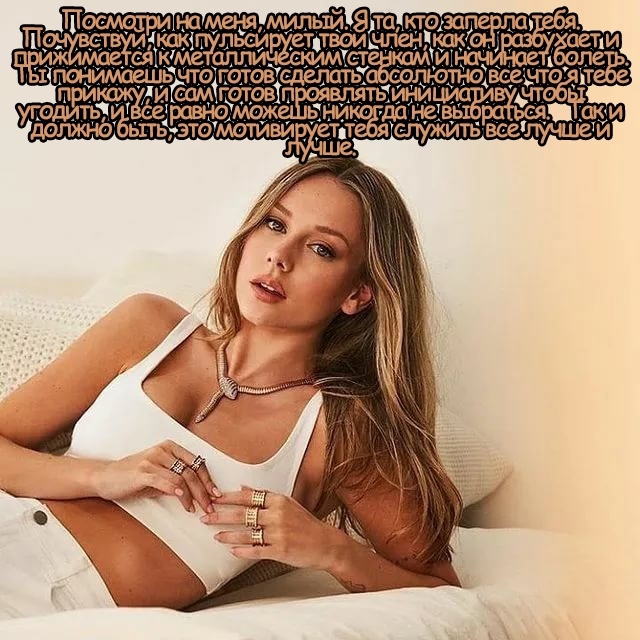 Посмотри на меня, милый. Я та, кто заперла тебя.
Почувствуй, как пульсирует твой член, как он разбухает и
прижимается к металлическим стенкам и начинает болеть.
Ты понимаешь что готов сделать абсолютно все что я тебе
прикажу, и сам готов проявлять инициативу чтобы
угодить, и все равно можешь никогда не выбраться. Так и
должно быть, это мотивирует тебя служить все лучше и
лучше.